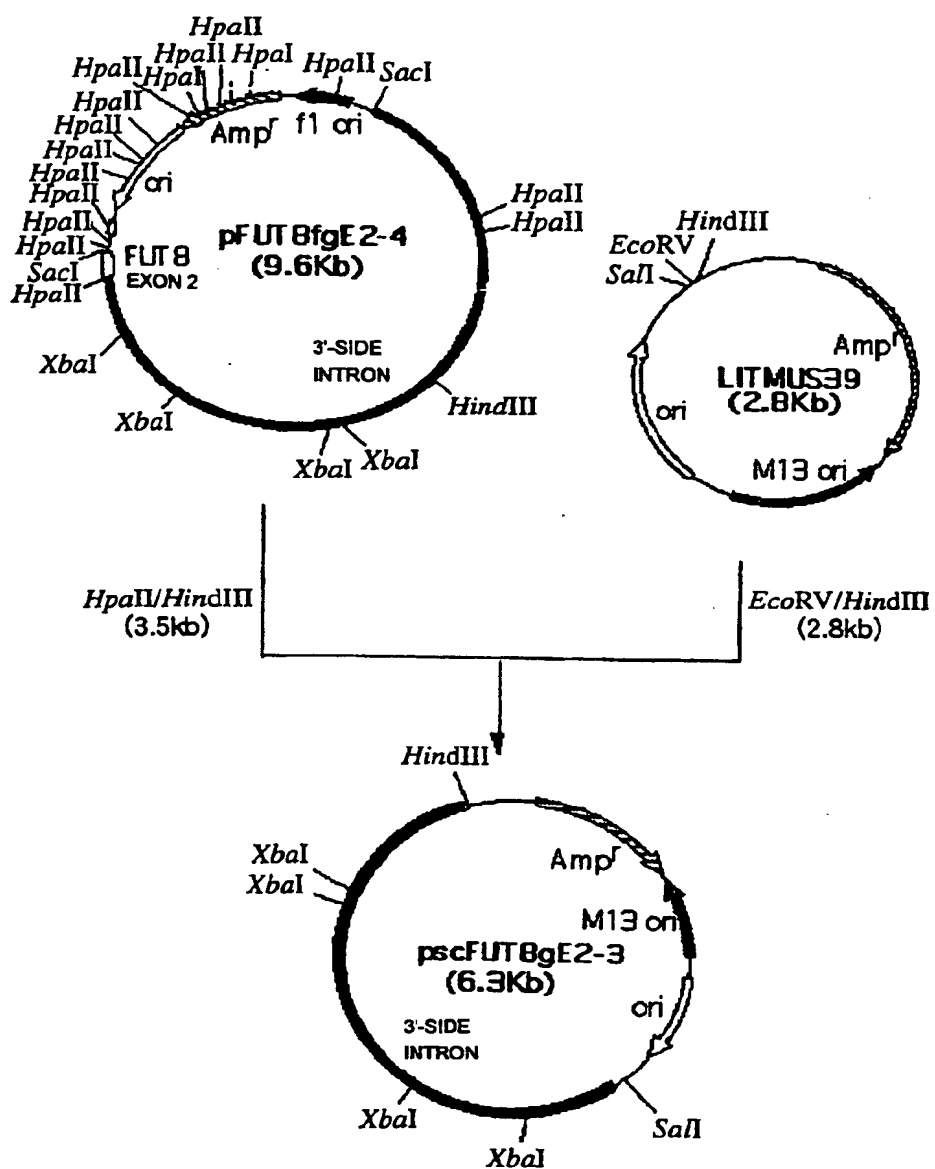 HpaII
HpaII HpaI
HpaI
HpaII
HpaII
SacI
HpaII
HpaII
HpaII
HpaII
HpaII
HpaII
HpaII
SacI
HpaII
Ampʳ
f1 ori
ori
pFUT8fgE2-4
(9.6Kb)
FUT8
EXON 2
HpaII
HpaII
3'-SIDE
INTRON
XbaI
XbaI
XbaI
XbaI
HindIII
HindIII
EcoRV
SalI
Ampʳ
LITMUS39
(2.8Kb)
ori
M13 ori
HpaII/HindIII
(3.5kb)
EcoRV/HindIII
(2.8kb)
HindIII
XbaI
XbaI
Ampʳ
M13 ori
pscFUT8gE2-3
(6.3Kb)
ori
3'-SIDE
INTRON
XbaI
XbaI
SalI